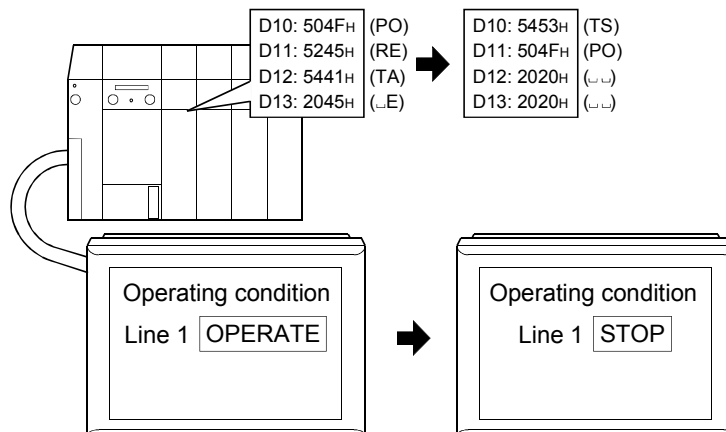 D10: 504FH (PO)
D11: 5245H (RE)
D12: 5441H (TA)
D13: 2045H (␣E)
D10: 5453H (TS)
D11: 504FH (PO)
D12: 2020H (␣␣)
D13: 2020H (␣␣)
Operating condition
Line 1 OPERATE
Operating condition
Line 1 STOP